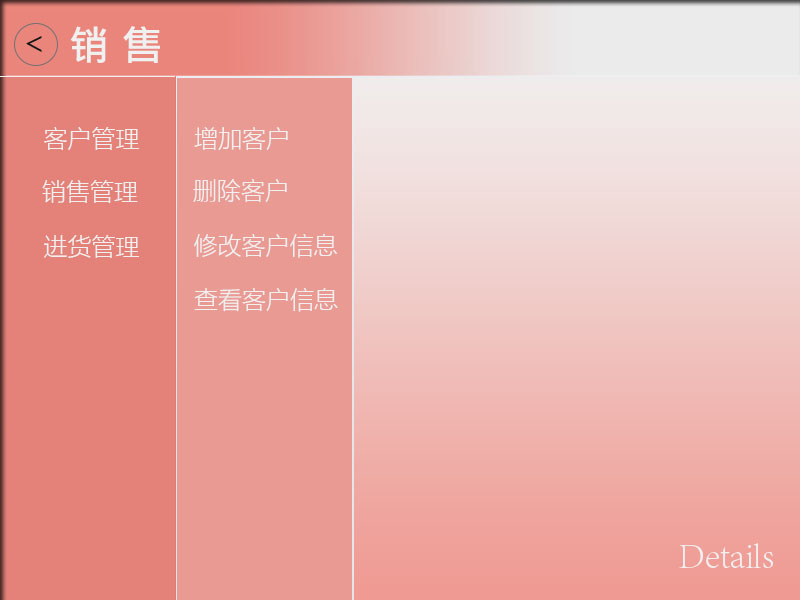 < 销售
客户管理
销售管理
进货管理
增加客户
删除客户
修改客户信息
查看客户信息
Details